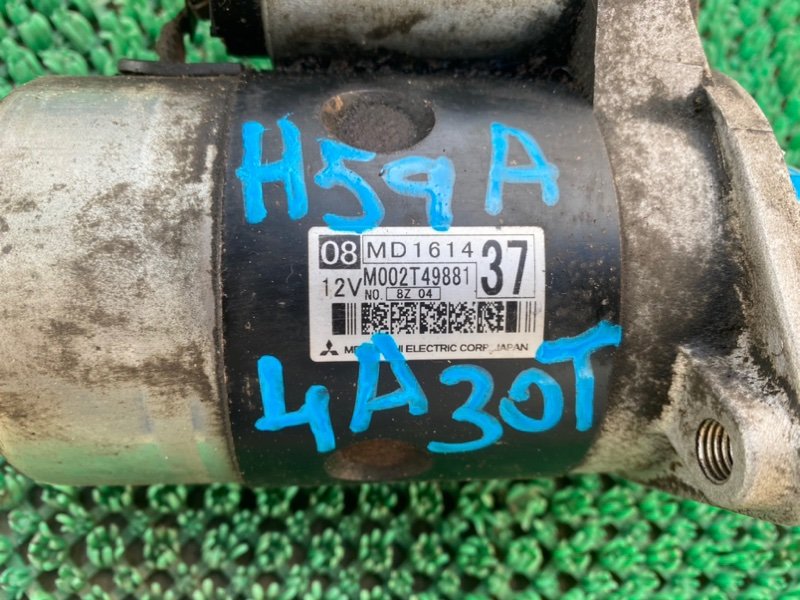 H59A
08 MD1614 37
12V M002T49881
NO. 8Z 04
ELECTRIC CORP. JAPAN
4A30T